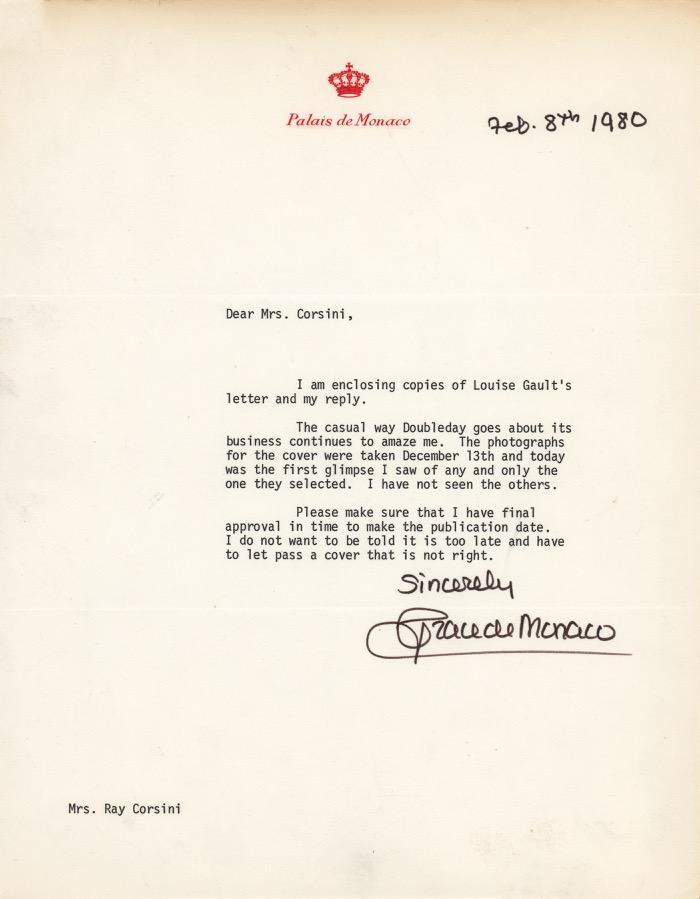 Palais de Monaco
Feb. 8th 1980
Dear Mrs. Corsini,
I am enclosing copies of Louise Gault's
letter and my reply.
The casual way Doubleday goes about its
business continues to amaze me. The photographs
for the cover were taken December 13th and today
was the first glimpse I saw of any and only the
one they selected. I have not seen the others.
Please make sure that I have final
approval in time to make the publication date.
I do not want to be told it is too late and have
to let pass a cover that is not right.
Sincerely
Grace de Monaco
Mrs. Ray Corsini